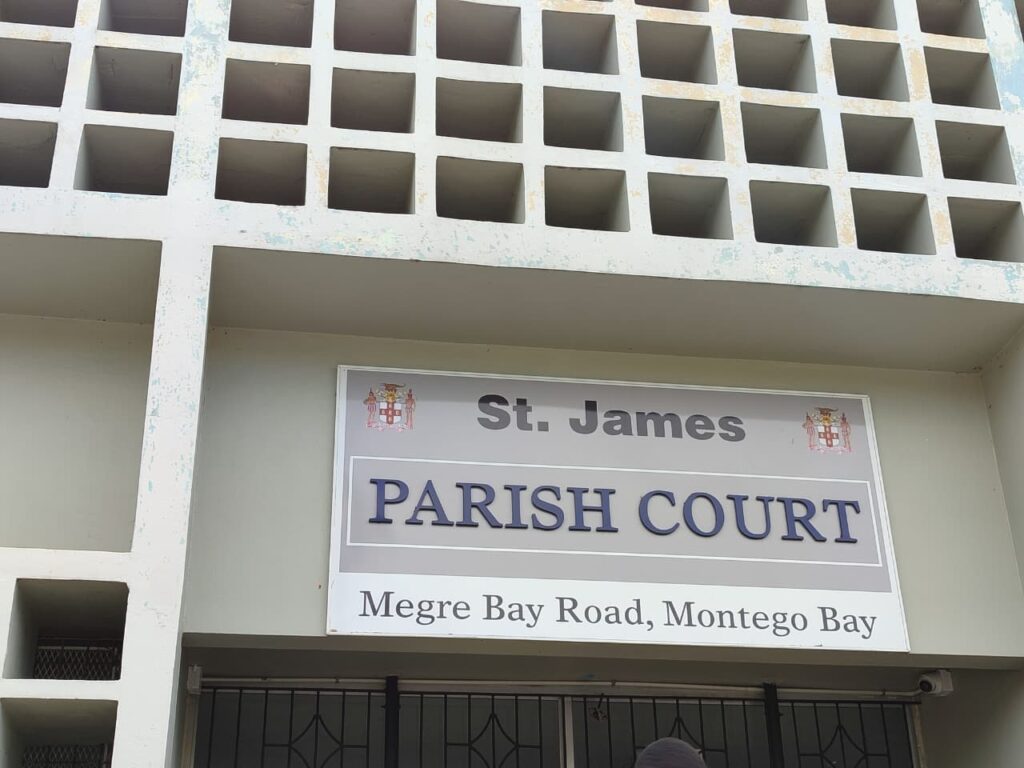 St. James
PARISH COURT
Megre Bay Road, Montego Bay